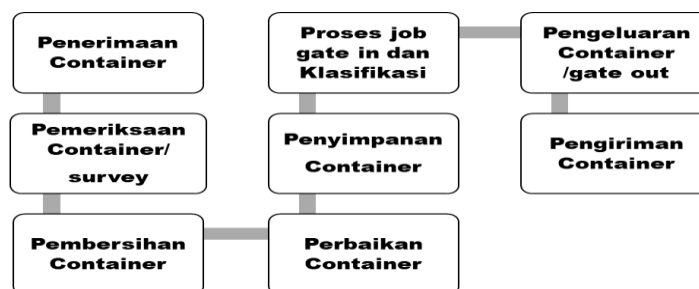 Penerimaan
Container
Pemeriksaan
Container/
survey
Pembersihan
Container
Perbaikan
Container
Penyimpanan
Container
Proses job
gate in dan
Klasifikasi
Pengeluaran
Container
/gate out
Pengiriman
Container